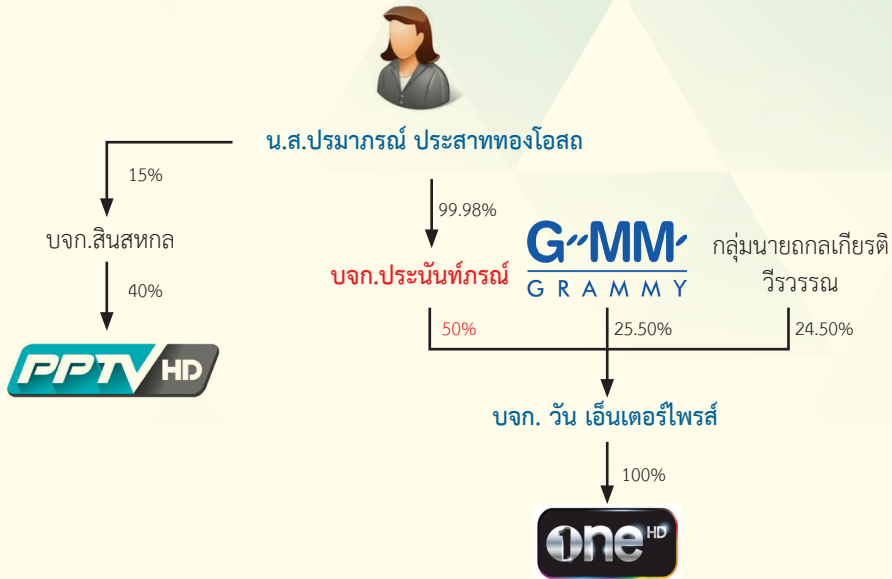 น.ส.ปรมาภรณ์ ประสาททองโอสถ
15%
99.98%
บจก.สินสหกล
บจก.ประนันท์ภรณ์
G"MM'
GRAMMY
กลุ่มนายถกลเกียรติ
วีรวรรณ
40%
50%
25.50%
24.50%
PPTV HD
บจก. วัน เอ็นเตอร์ไพรส์
100%
one HD